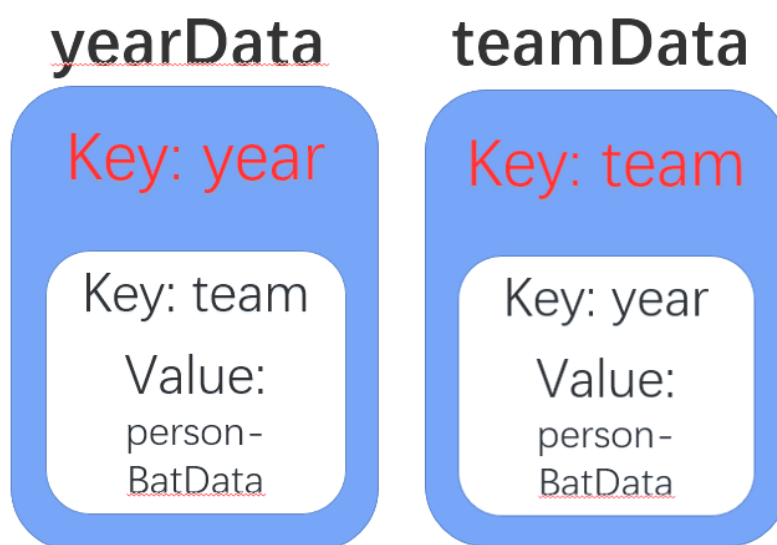 yearData
Key: year
Key: team
Value:
person-
BatData
teamData
Key: team
Key: year
Value:
person-
BatData